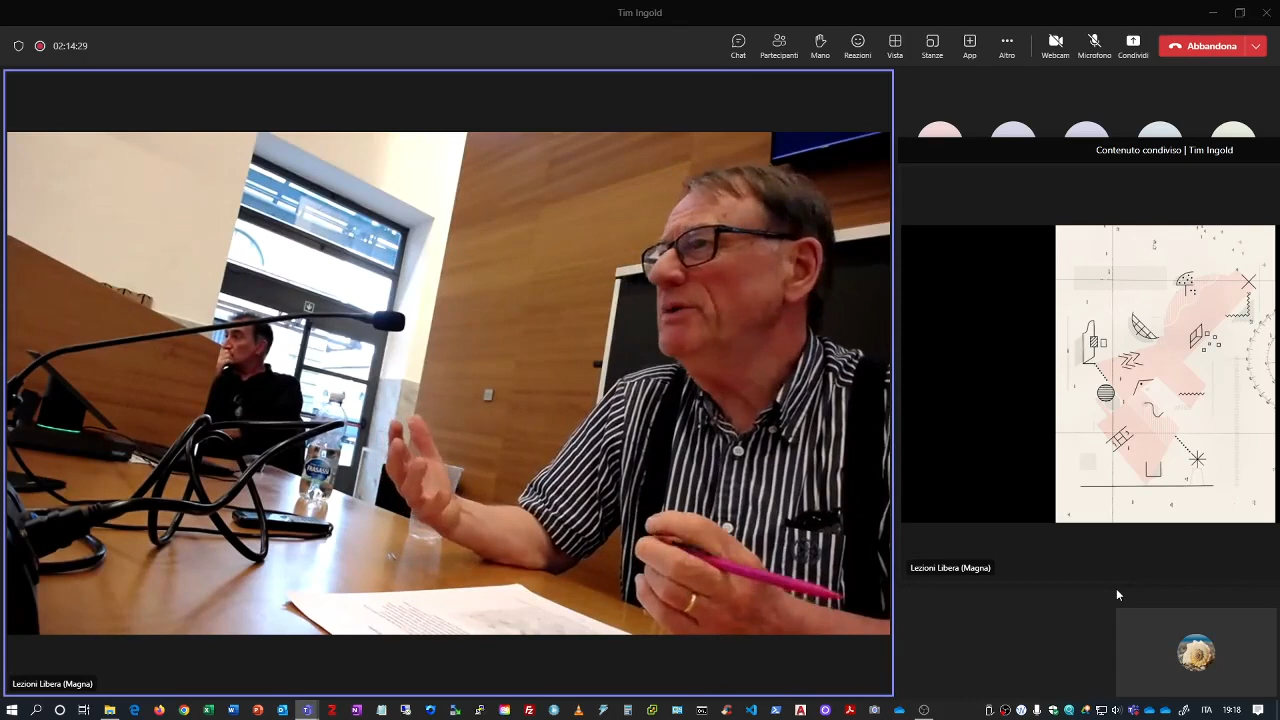 Tim Ingold
02:14:29
Chat
Partecipanti
Mano
Reazioni
Vista
Stanze
App
Altro
Webcam
Microfono
Condividi
Abbandona
Contenuto condiviso | Tim Ingold
FRASASSI
Lezioni Libera (Magna)
Lezioni Libera (Magna)
ITA
19:18